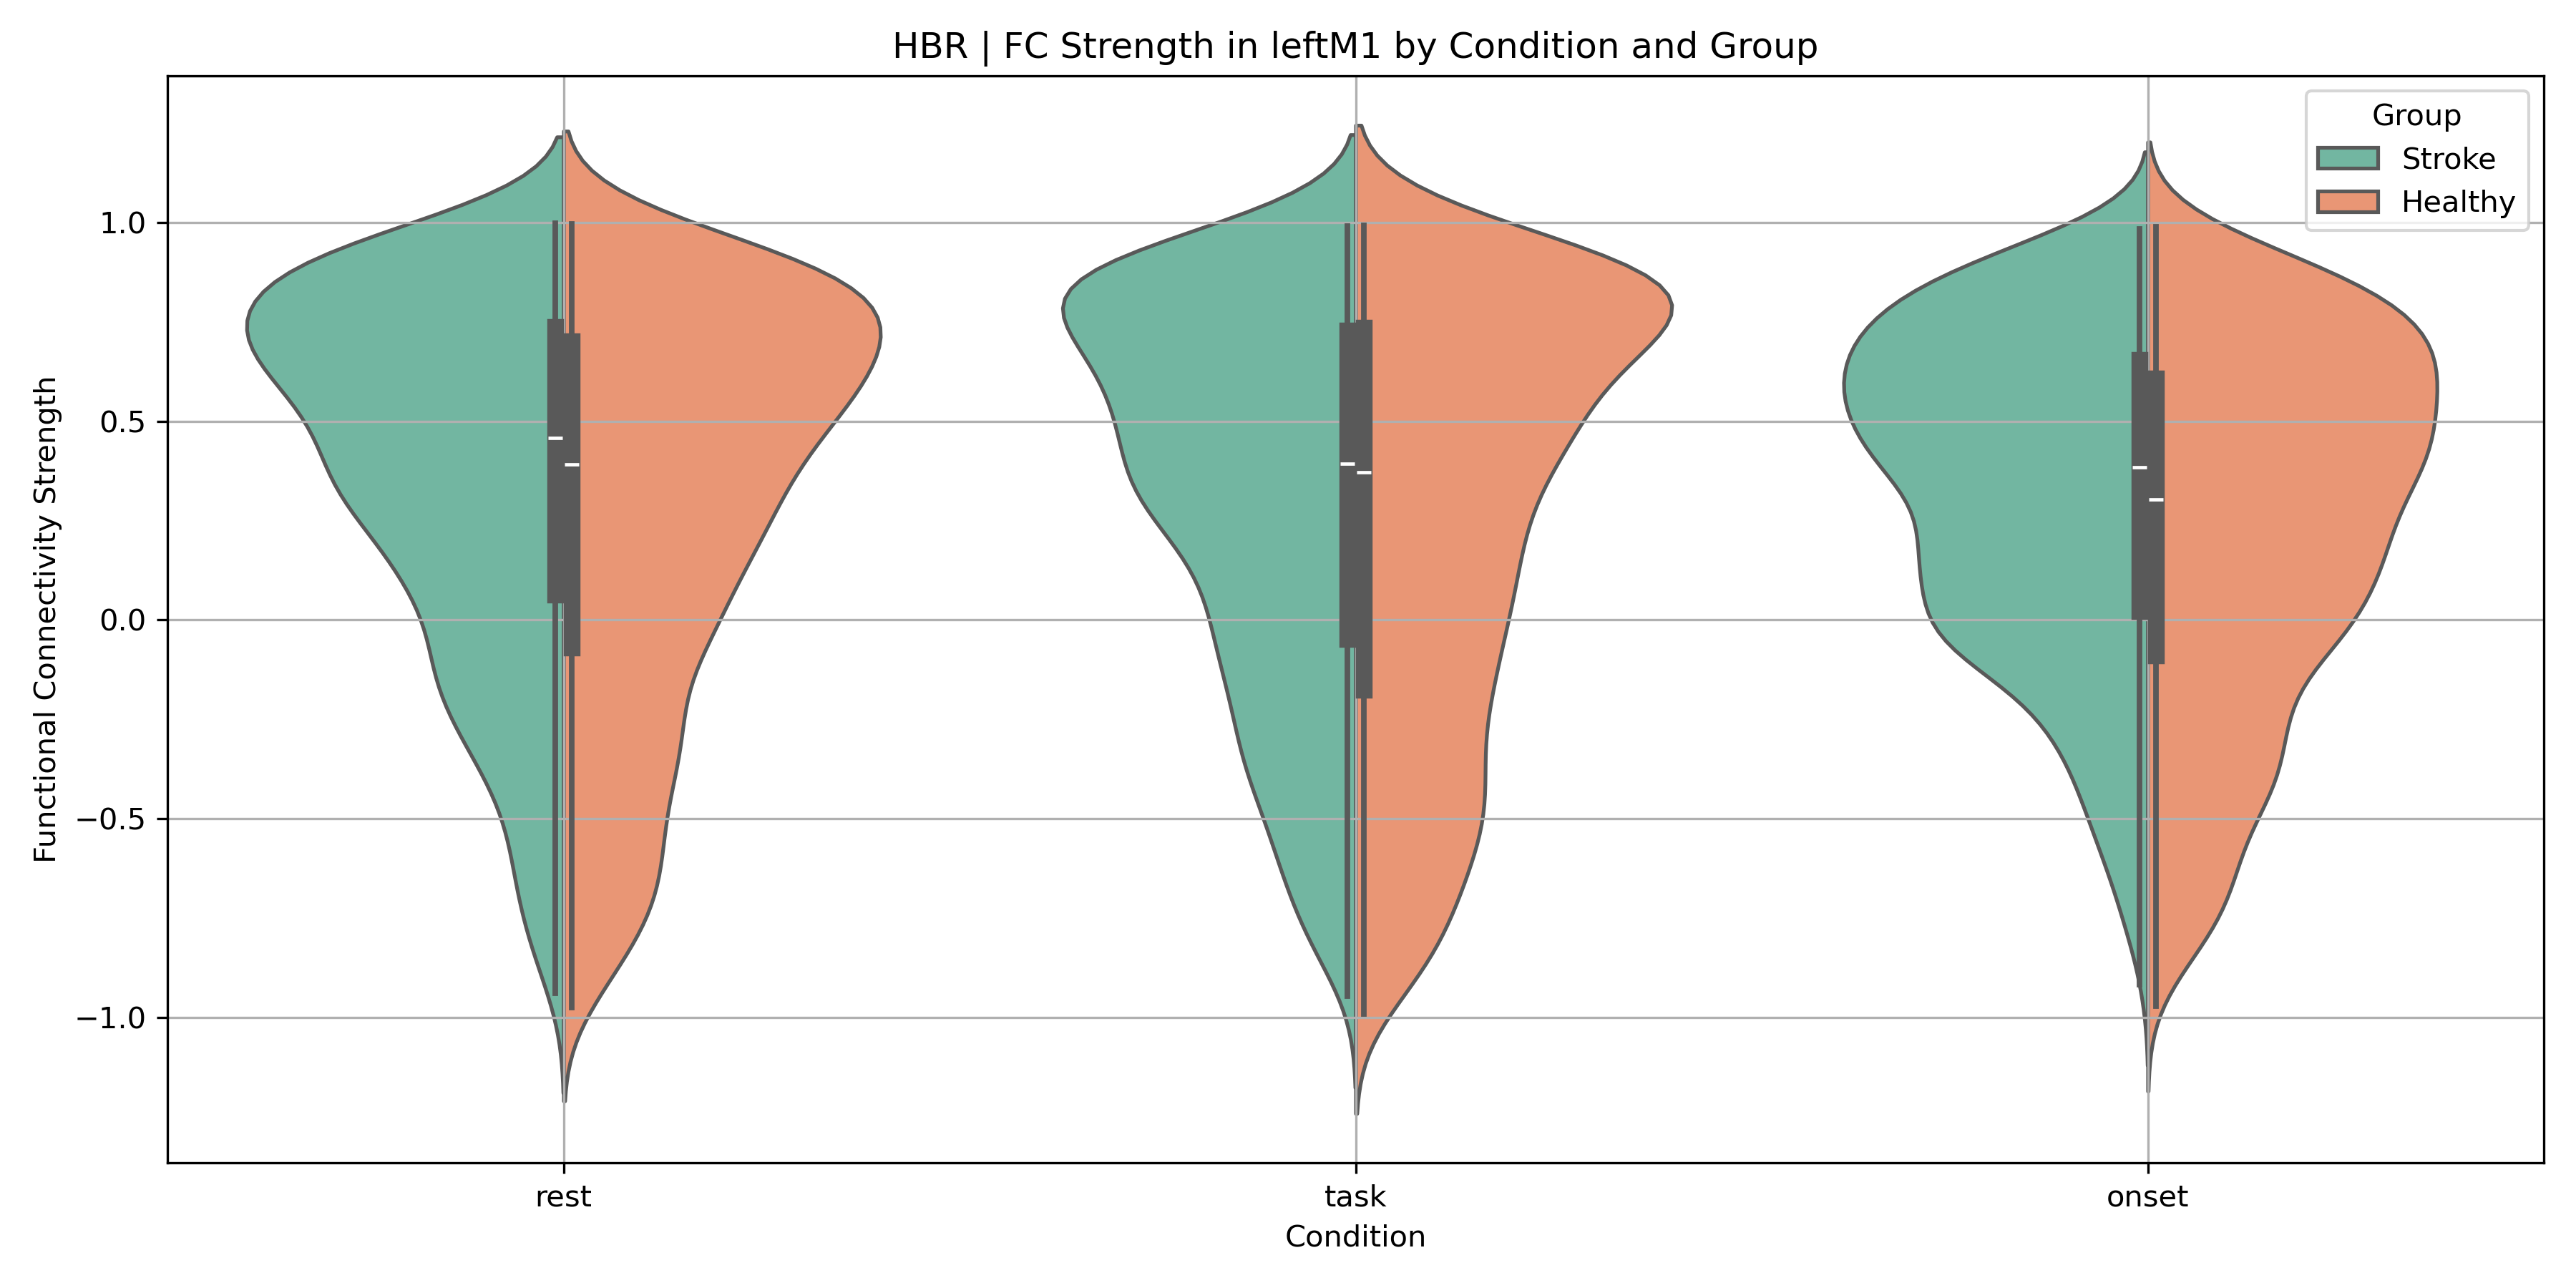 HBR | FC Strength in leftM1 by Condition and Group
Group
Stroke
Healthy
Functional Connectivity Strength
1.0
0.5
0.0
−0.5
−1.0
rest
task
onset
Condition